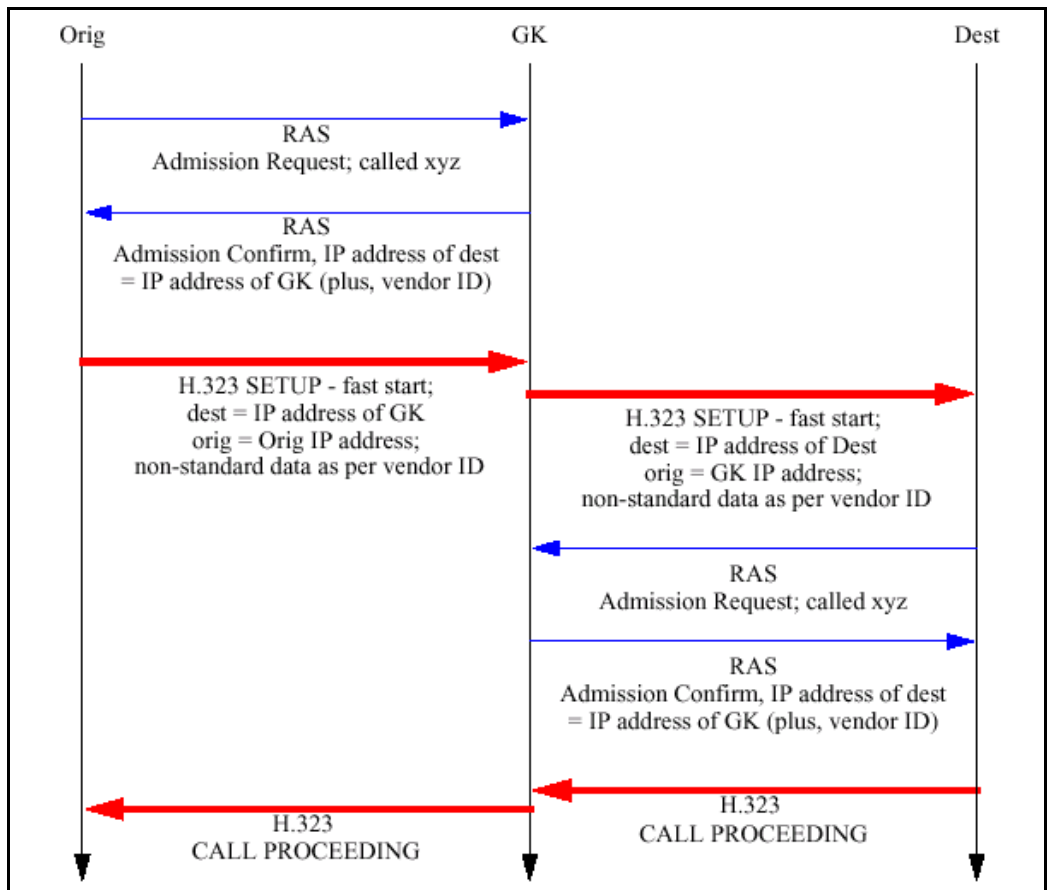 Orig
GK
Dest
RAS
Admission Request; called xyz
RAS
Admission Confirm, IP address of dest
= IP address of GK (plus, vendor ID)
H.323 SETUP - fast start;
dest = IP address of GK
orig = Orig IP address;
non-standard data as per vendor ID
H.323 SETUP - fast start;
dest = IP address of Dest
orig = GK IP address;
non-standard data as per vendor ID
RAS
Admission Request; called xyz
RAS
Admission Confirm, IP address of dest
= IP address of GK (plus, vendor ID)
H.323
CALL PROCEEDING
H.323
CALL PROCEEDING